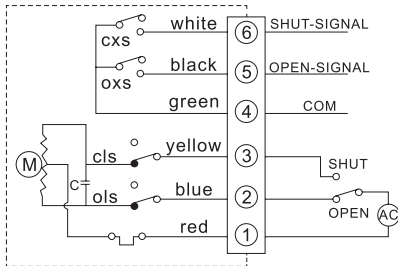 white 6 SHUT-SIGNAL
cxs
black 5 OPEN-SIGNAL
oxs
green 4 COM
yellow 3
cls
SHUT
M
C
blue 2
ols
OPEN
AC
red 1